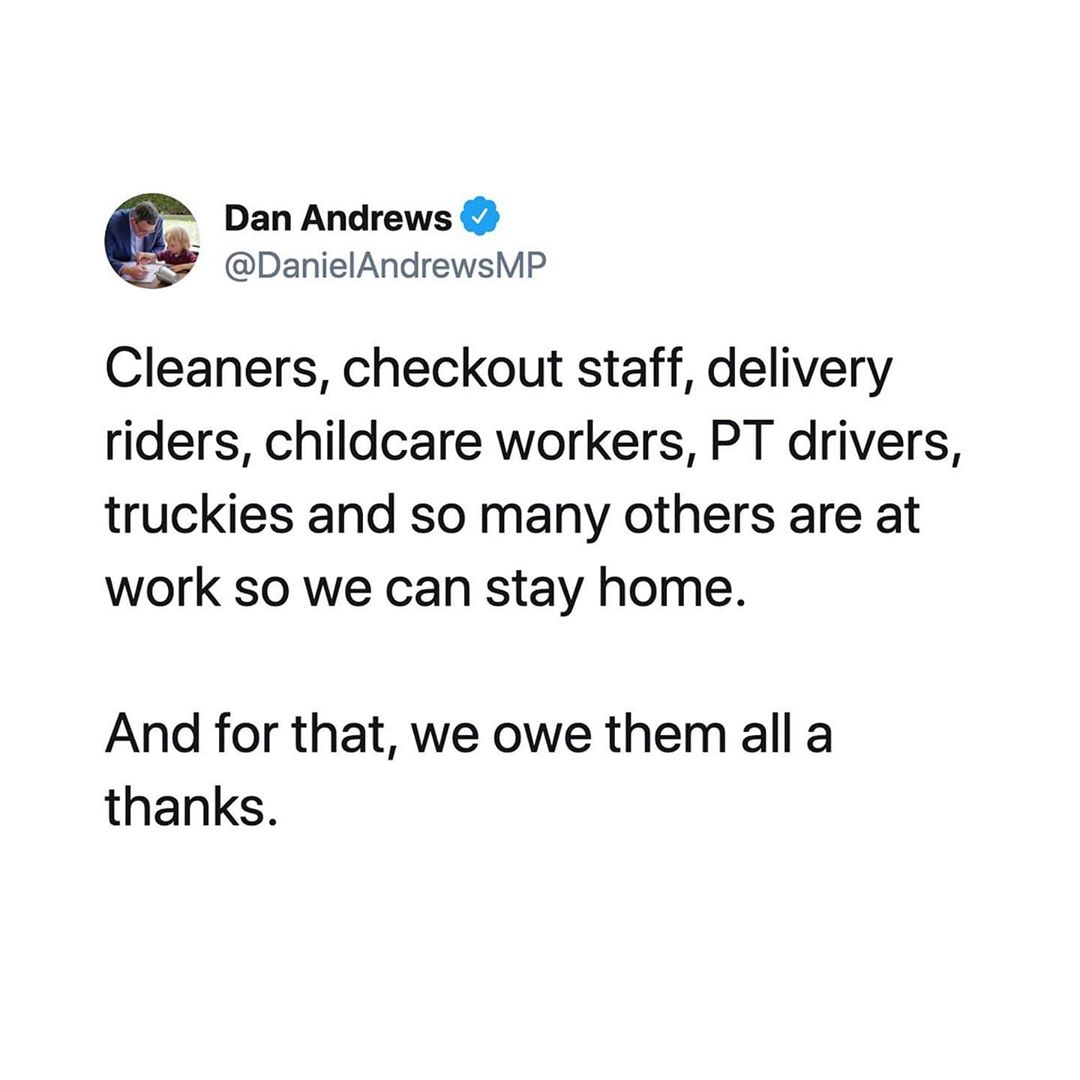 Dan Andrews
@DanielAndrewsMP
Cleaners, checkout staff, delivery
riders, childcare workers, PT drivers,
truckies and so many others are at
work so we can stay home.
And for that, we owe them all a
thanks.